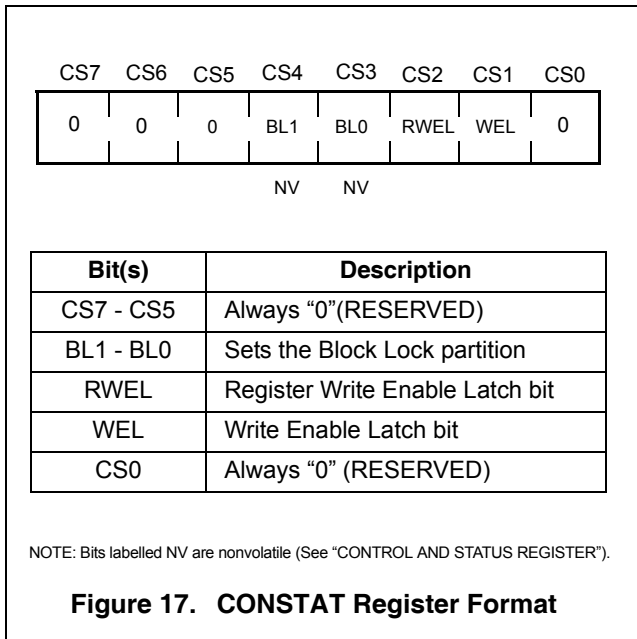 CS7 CS6 CS5 CS4 CS3 CS2 CS1 CS0
0 0 0 BL1 BL0 RWEL WEL 0
NV NV
Bit(s) Description
CS7 - CS5 Always “0”(RESERVED)
BL1 - BL0 Sets the Block Lock partition
RWEL Register Write Enable Latch bit
WEL Write Enable Latch bit
CS0 Always “0” (RESERVED)
NOTE: Bits labelled NV are nonvolatile (See “CONTROL AND STATUS REGISTER”).
Figure 17. CONSTAT Register Format